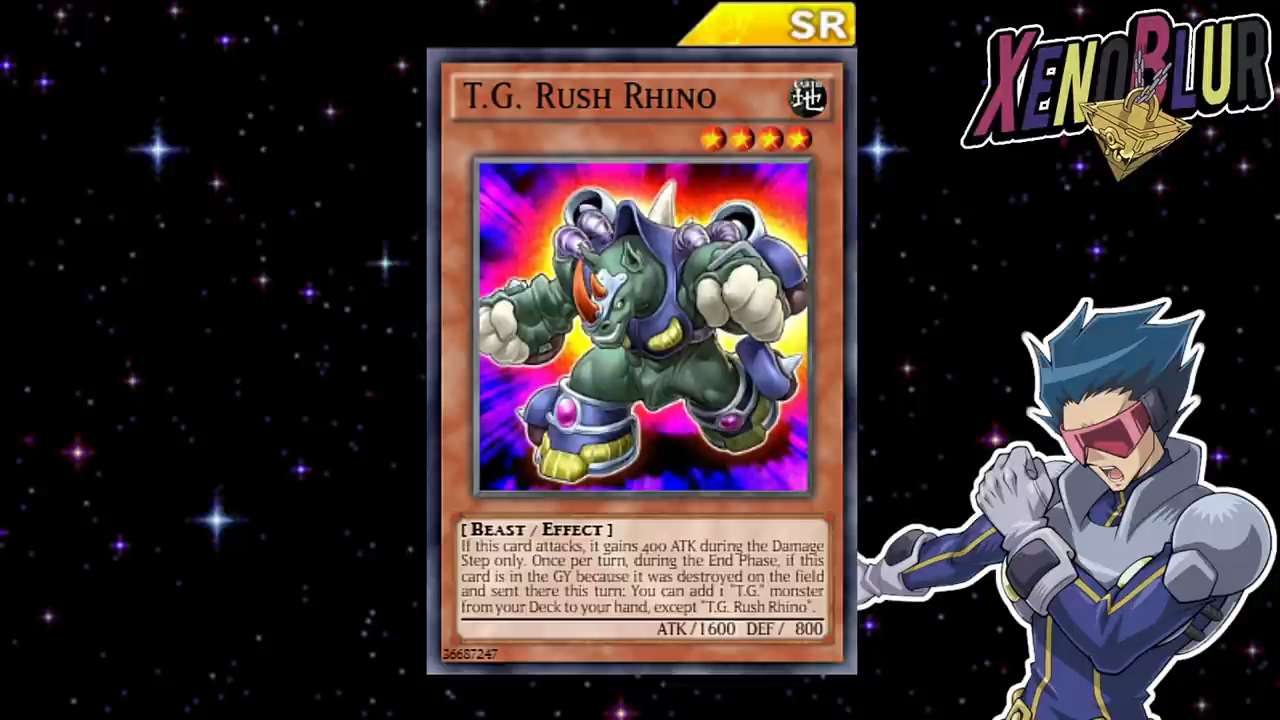 SR
XENOBLUR
T.G. RUSH RHINO
EARTH
地
[ BEAST / EFFECT ]
If this card attacks, it gains 400 ATK during the Damage
Step only. Once per turn, during the End Phase, if this
card is in the GY because it was destroyed on the field
and sent there this turn: You can add 1 "T.G." monster
from your Deck to your hand, except "T.G. Rush Rhino".
ATK/1600 DEF/ 800
36687247